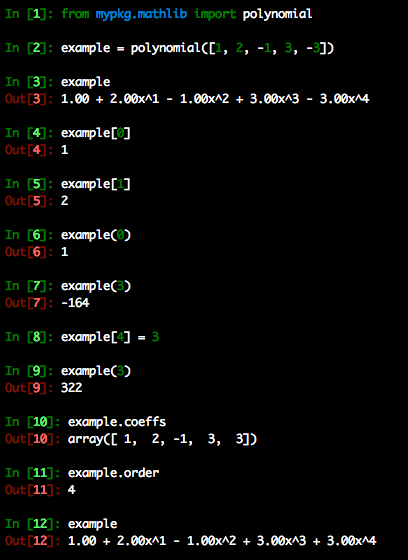 In [1]: from mypkg.mathlib import polynomial
In [2]: example = polynomial([1, 2, -1, 3, -3])
In [3]: example
Out[3]: 1.00 + 2.00x^1 - 1.00x^2 + 3.00x^3 - 3.00x^4
In [4]: example[0]
Out[4]: 1
In [5]: example[1]
Out[5]: 2
In [6]: example(0)
Out[6]: 1
In [7]: example(3)
Out[7]: -164
In [8]: example[4] = 3
In [9]: example(3)
Out[9]: 322
In [10]: example.coeffs
Out[10]: array([ 1,  2, -1,  3,  3])
In [11]: example.order
Out[11]: 4
In [12]: example
Out[12]: 1.00 + 2.00x^1 - 1.00x^2 + 3.00x^3 + 3.00x^4